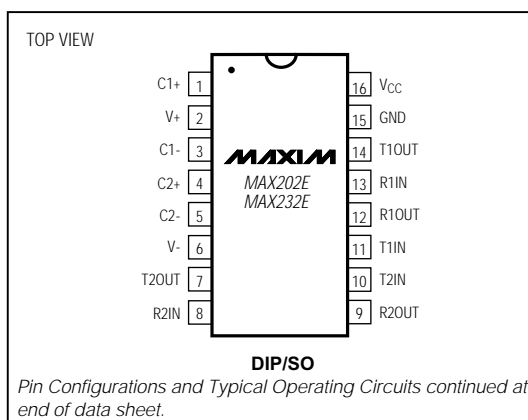 TOP VIEW
C1+ 1
V+ 2
C1- 3
C2+ 4
C2- 5
V- 6
T2OUT 7
R2IN 8
MAXIM
MAX202E
MAX232E
16 VCC
15 GND
14 T1OUT
13 R1IN
12 R1OUT
11 T1IN
10 T2IN
9 R2OUT
DIP/SO
Pin Configurations and Typical Operating Circuits continued at
end of data sheet.